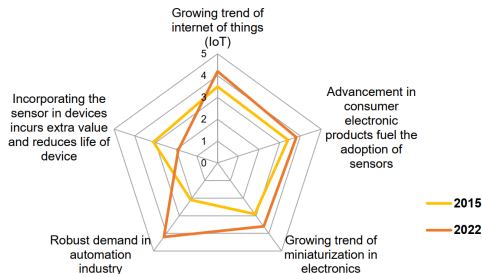 Growing trend of
internet of things
(IoT)
5
4
3
2
1
0
Advancement in
consumer
electronic
products fuel the
adoption of
sensors
Growing trend of
miniaturization in
electronics
Robust demand in
automation
industry
Incorporating the
sensor in devices
incurs extra value
and reduces life of
device
2015
2022